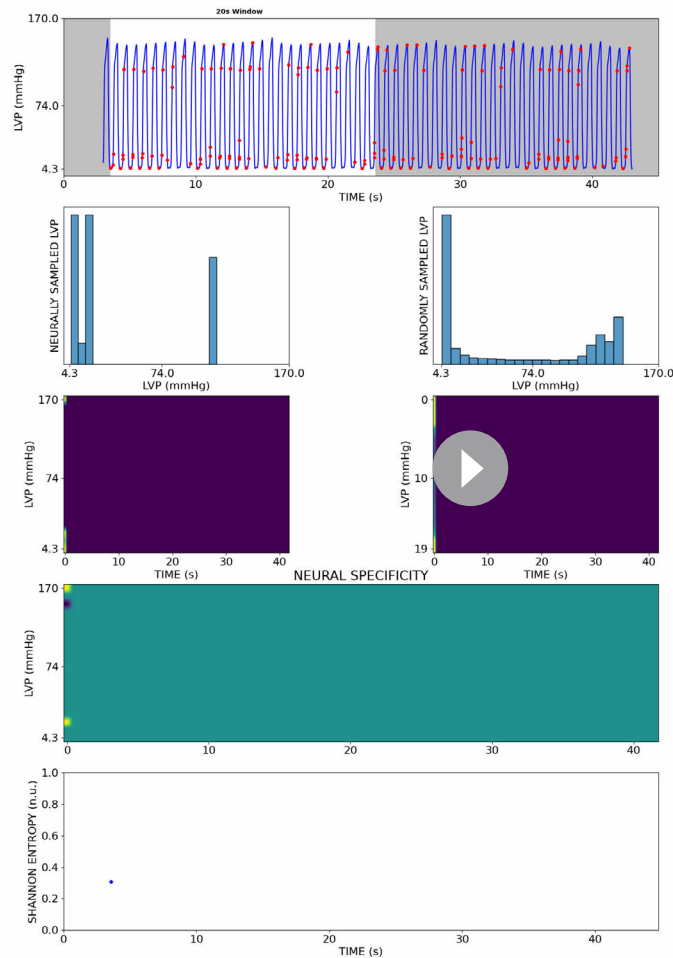 20s Window
170.0
74.0
4.3
LVP (mmHg)
0 10 20 30 40
TIME (s)
NEURALLY SAMPLED LVP
4.3 74.0 170.0
LVP (mmHg)
RANDOMLY SAMPLED LVP
4.3 74.0 170.0
LVP (mmHg)
170
74
4.3
LVP (mmHg)
0 10 20 30 40
TIME (s)
0
10
19
LVP (mmHg)
0 10 20 30 40
TIME (s)
NEURAL SPECIFICITY
170
74
4.3
LVP (mmHg)
0 10 20 30 40
1.0
0.8
0.6
0.4
0.2
0.0
SHANNON ENTROPY (n.u.)
0 10 20 30 40
TIME (s)